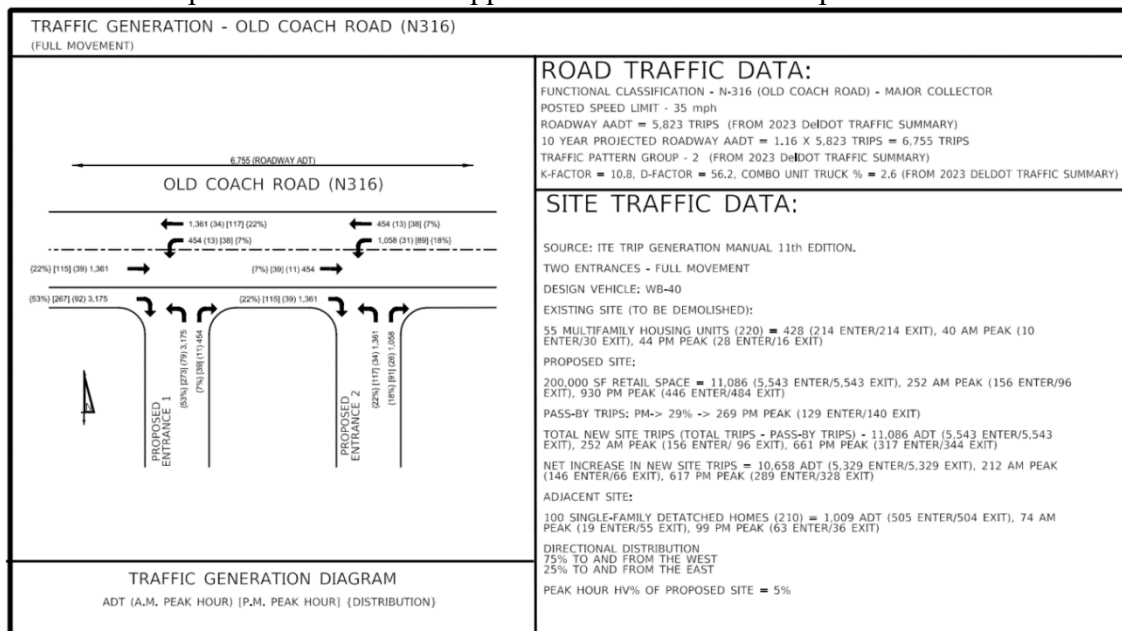 TRAFFIC GENERATION - OLD COACH ROAD (N316)
(FULL MOVEMENT)
6,755 (ROADWAY ADT)
OLD COACH ROAD (N316)
1,361 (34) [117] {22%}
454 (13) [38] {7%}
454 (13) [38] {7%}
1,058 (31) [89] {18%}
{22%} [115] (39) 1,361
{7%} [39] (11) 454
{53%} [267] (92) 3,175
{22%} [115] (39) 1,361
{53%} [273] (79) 3,175
{7%} [39] (11) 454
{22%} [117] (34) 1,361
{18%} [91] (26) 1,058
PROPOSED
ENTRANCE 1
PROPOSED
ENTRANCE 2
N
TRAFFIC GENERATION DIAGRAM
ADT (A.M. PEAK HOUR) [P.M. PEAK HOUR] {DISTRIBUTION}
ROAD TRAFFIC DATA:
FUNCTIONAL CLASSIFICATION - N-316 (OLD COACH ROAD) - MAJOR COLLECTOR
POSTED SPEED LIMIT - 35 mph
ROADWAY AADT = 5,823 TRIPS (FROM 2023 DelDOT TRAFFIC SUMMARY)
10 YEAR PROJECTED ROADWAY AADT = 1.16 X 5,823 TRIPS = 6,755 TRIPS
TRAFFIC PATTERN GROUP - 2 (FROM 2023 DelDOT TRAFFIC SUMMARY)
K-FACTOR = 10.8, D-FACTOR = 56.2, COMBO UNIT TRUCK % = 2.6 (FROM 2023 DELDOT TRAFFIC SUMMARY)
SITE TRAFFIC DATA:
SOURCE: ITE TRIP GENERATION MANUAL 11th EDITION.
TWO ENTRANCES - FULL MOVEMENT
DESIGN VEHICLE: WB-40
EXISTING SITE (TO BE DEMOLISHED):
55 MULTIFAMILY HOUSING UNITS (220) = 428 (214 ENTER/214 EXIT), 40 AM PEAK (10
ENTER/30 EXIT), 44 PM PEAK (28 ENTER/16 EXIT)
PROPOSED SITE:
200,000 SF RETAIL SPACE = 11,086 (5,543 ENTER/5,543 EXIT), 252 AM PEAK (156 ENTER/96
EXIT), 930 PM PEAK (446 ENTER/484 EXIT)
PASS-BY TRIPS: PM-> 29% -> 269 PM PEAK (129 ENTER/140 EXIT)
TOTAL NEW SITE TRIPS (TOTAL TRIPS - PASS-BY TRIPS) - 11,086 ADT (5,543 ENTER/5,543
EXIT), 252 AM PEAK (156 ENTER/ 96 EXIT), 661 PM PEAK (317 ENTER/344 EXIT)
NET INCREASE IN NEW SITE TRIPS = 10,658 ADT (5,329 ENTER/5,329 EXIT), 212 AM PEAK
(146 ENTER/66 EXIT), 617 PM PEAK (289 ENTER/328 EXIT)
ADJACENT SITE:
100 SINGLE-FAMILY DETATCHED HOMES (210) = 1,009 ADT (505 ENTER/504 EXIT), 74 AM
PEAK (19 ENTER/55 EXIT), 99 PM PEAK (63 ENTER/36 EXIT)
DIRECTIONAL DISTRIBUTION
75% TO AND FROM THE WEST
25% TO AND FROM THE EAST
PEAK HOUR HV% OF PROPOSED SITE = 5%